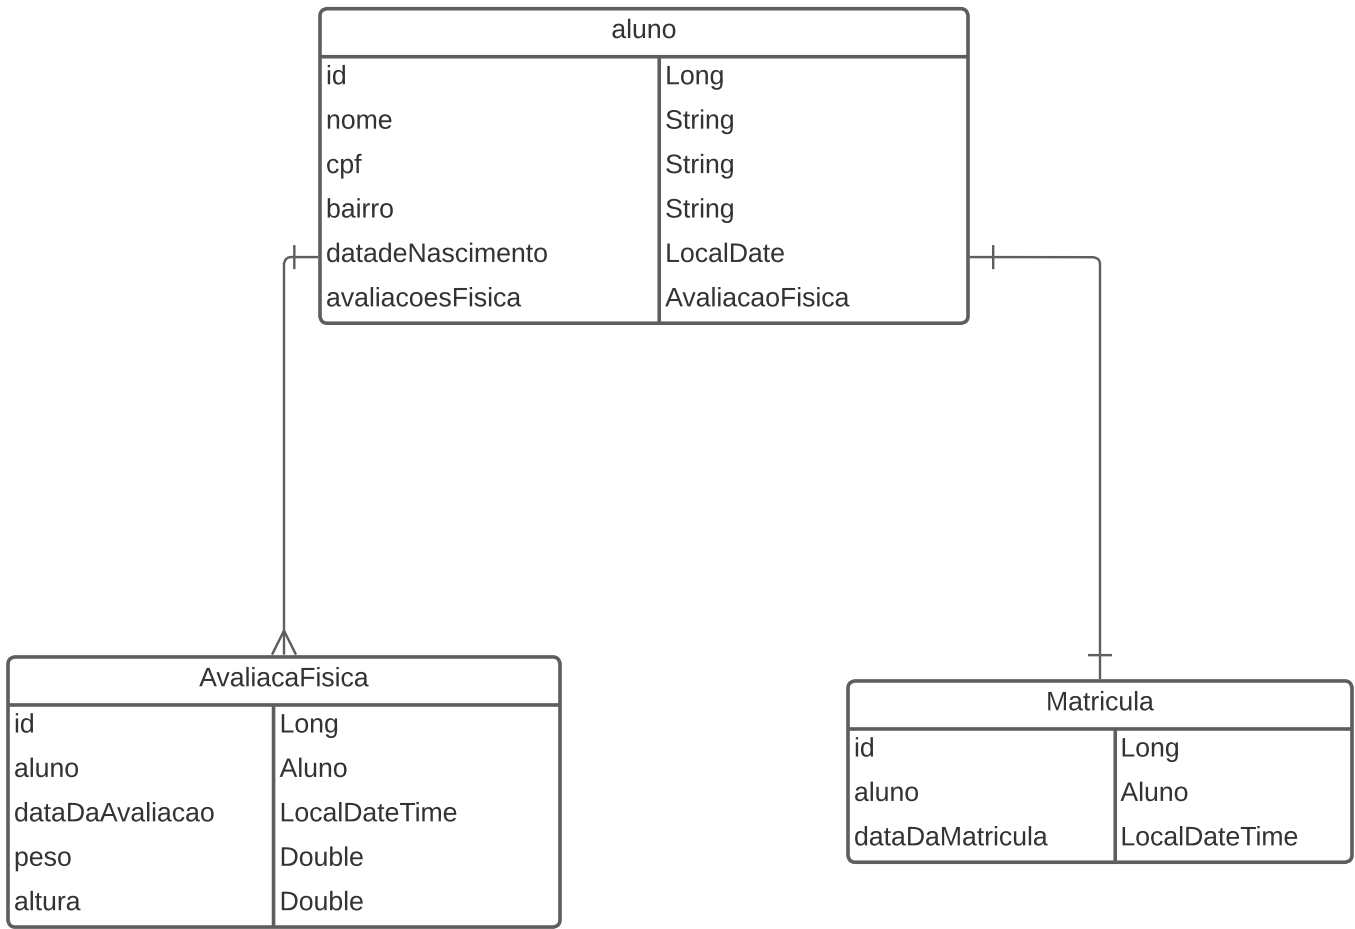 aluno
id Long
nome String
cpf String
bairro String
datadeNascimento LocalDate
avaliacoesFisica AvaliacaoFisica
AvaliacaFisica
id Long
aluno Aluno
dataDaAvaliacao LocalDateTime
peso Double
altura Double
Matricula
id Long
aluno Aluno
dataDaMatricula LocalDateTime